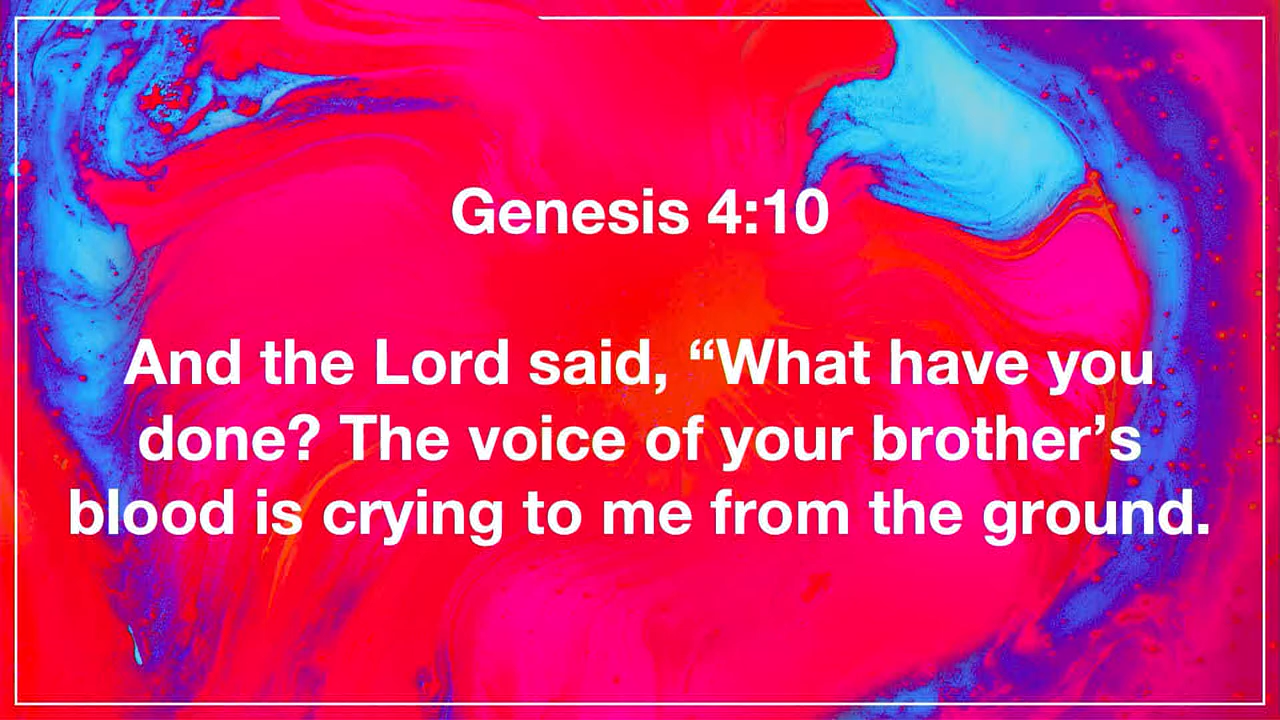 Genesis 4:10
And the Lord said, “What have you
done? The voice of your brother’s
blood is crying to me from the ground.